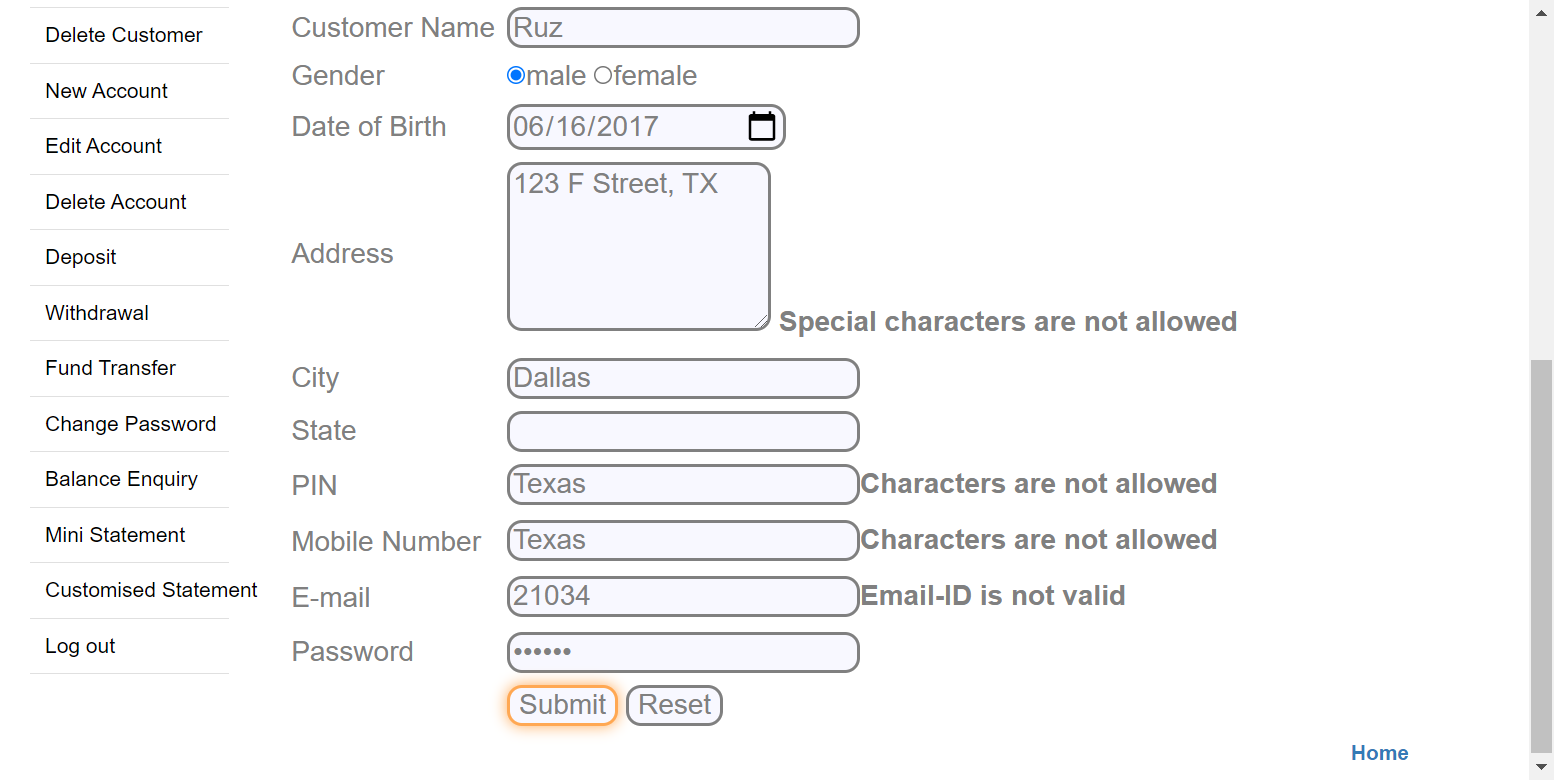 Delete Customer
New Account
Edit Account
Delete Account
Deposit
Withdrawal
Fund Transfer
Change Password
Balance Enquiry
Mini Statement
Customised Statement
Log out
Customer Name Ruz
Gender male female
Date of Birth 06/16/2017
Address 123 F Street, TX
Special characters are not allowed
City Dallas
State
PIN Texas Characters are not allowed
Mobile Number Texas Characters are not allowed
E-mail 21034 Email-ID is not valid
Password ••••••
Submit Reset
Home